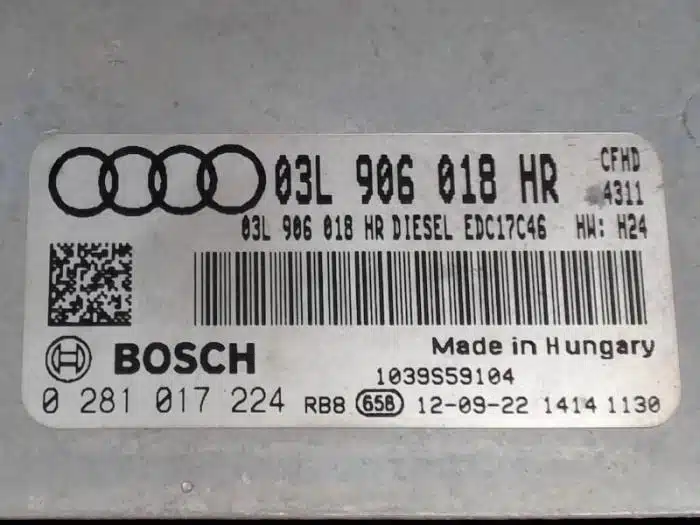 03L 906 018 HR CFHD
4311
03L 906 018 HR DIESEL EDC17C46 HW: H24
BOSCH Made in Hungary
1039S59104
0 281 017 224 RB8 658 12-09-22 1414 1130